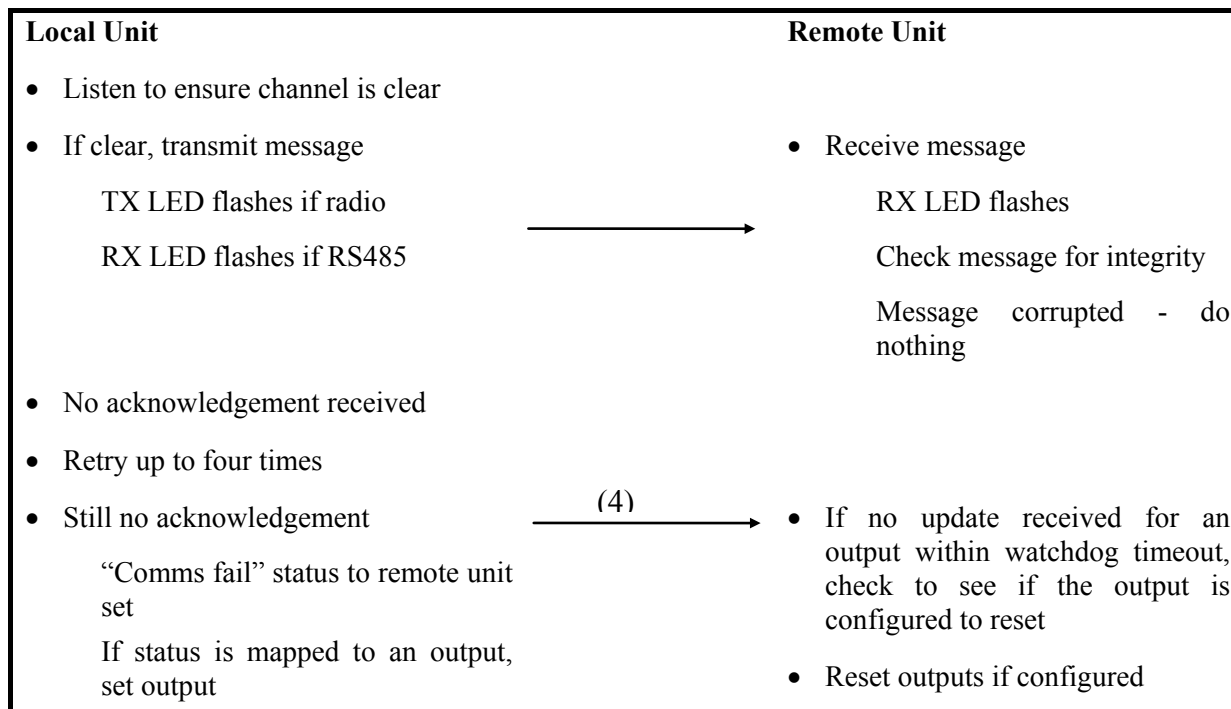 Local Unit
Remote Unit
• Listen to ensure channel is clear
• If clear, transmit message
TX LED flashes if radio
RX LED flashes if RS485
• Receive message
RX LED flashes
Check message for integrity
Message corrupted - do
nothing
• No acknowledgement received
• Retry up to four times
• Still no acknowledgement
“Comms fail” status to remote unit
set
If status is mapped to an output,
set output
(4)
• If no update received for an
output within watchdog timeout,
check to see if the output is
configured to reset
• Reset outputs if configured